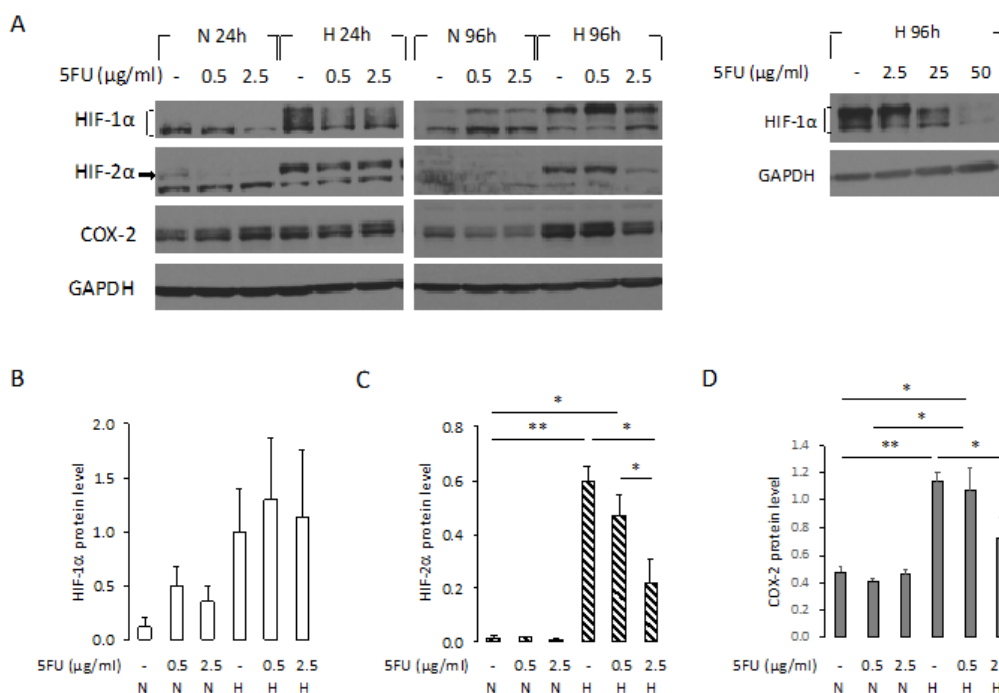 A
N 24h H 24h N 96h H 96h
5FU (µg/ml) - 0.5 2.5 - 0.5 2.5 - 0.5 2.5 - 0.5 2.5
HIF-1α
HIF-2α
COX-2
GAPDH
H 96h
5FU (µg/ml) - 2.5 25 50
HIF-1α
GAPDH
B
HIF-1α protein level
2.0
1.5
1.0
0.5
0.0
5FU (µg/ml) - 0.5 2.5 - 0.5 2.5
N N N H H H
C
HIF-2α protein level
0.8
0.6
0.4
0.2
0.0
*
** *
*
5FU (µg/ml) - 0.5 2.5 - 0.5 2.5
N N N H H H
D
COX-2 protein level
1.4
1.2
1.0
0.8
0.6
0.4
0.2
0.0
*
*
** *
5FU (µg/ml) - 0.5 2.5 - 0.5
N N N H H